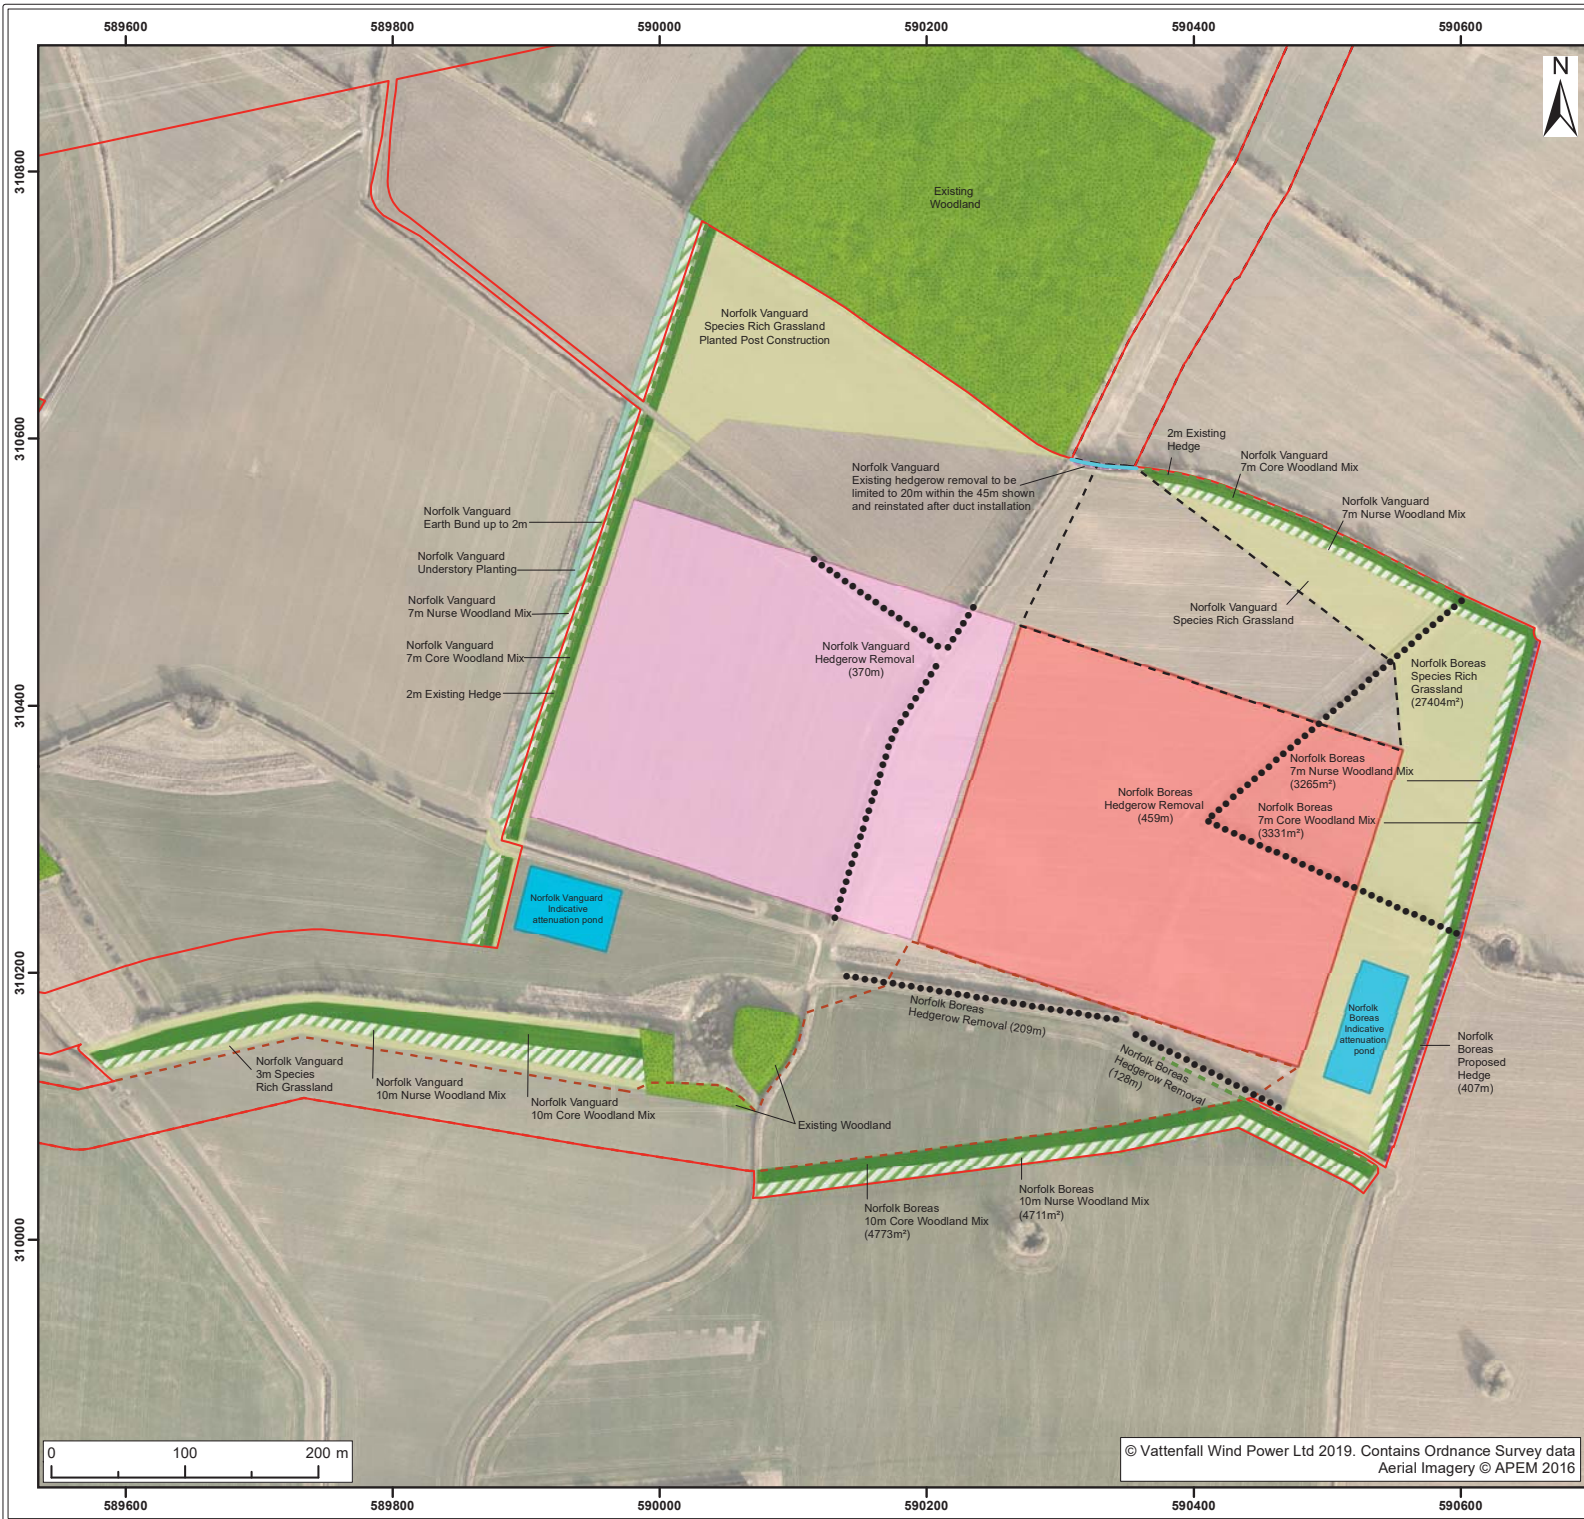 589600
589800
590000
590200
590400
590600
N
310800
310600
310400
310200
310000
Existing
Woodland
Norfolk Vanguard
Species Rich Grassland
Planted Post Construction
2m Existing
Hedge
Norfolk Vanguard
7m Core Woodland Mix
Norfolk Vanguard
Existing hedgerow removal to be
limited to 20m within the 45m shown
and reinstated after duct installation
Norfolk Vanguard
7m Nurse Woodland Mix
Norfolk Vanguard
Earth Bund up to 2m
Norfolk Vanguard
Understory Planting
Norfolk Vanguard
7m Nurse Woodland Mix
Norfolk Vanguard
7m Core Woodland Mix
2m Existing Hedge
Norfolk Vanguard
Species Rich Grassland
Norfolk Vanguard
Hedgerow Removal
(370m)
Norfolk Boreas
Species Rich
Grassland
(27404m²)
Norfolk Boreas
7m Nurse Woodland Mix
(3265m²)
Norfolk Boreas
Hedgerow Removal
(459m)
Norfolk Boreas
7m Core Woodland Mix
(3331m²)
Norfolk Vanguard
Indicative
attenuation pond
Norfolk Boreas
Hedgerow Removal (209m)
Norfolk
Boreas
Indicative
attenuation
pond
Norfolk Boreas
Hedgerow Removal
(128m)
Norfolk
Boreas
Proposed
Hedge
(407m)
Norfolk Vanguard
3m Species
Rich Grassland
Norfolk Vanguard
10m Nurse Woodland Mix
Norfolk Vanguard
10m Core Woodland Mix
Existing Woodland
Norfolk Boreas
10m Nurse Woodland Mix
(4711m²)
Norfolk Boreas
10m Core Woodland Mix
(4773m²)
0 100 200 m
© Vattenfall Wind Power Ltd 2019. Contains Ordnance Survey data
Aerial Imagery © APEM 2016
589600
589800
590000
590200
590400
590600